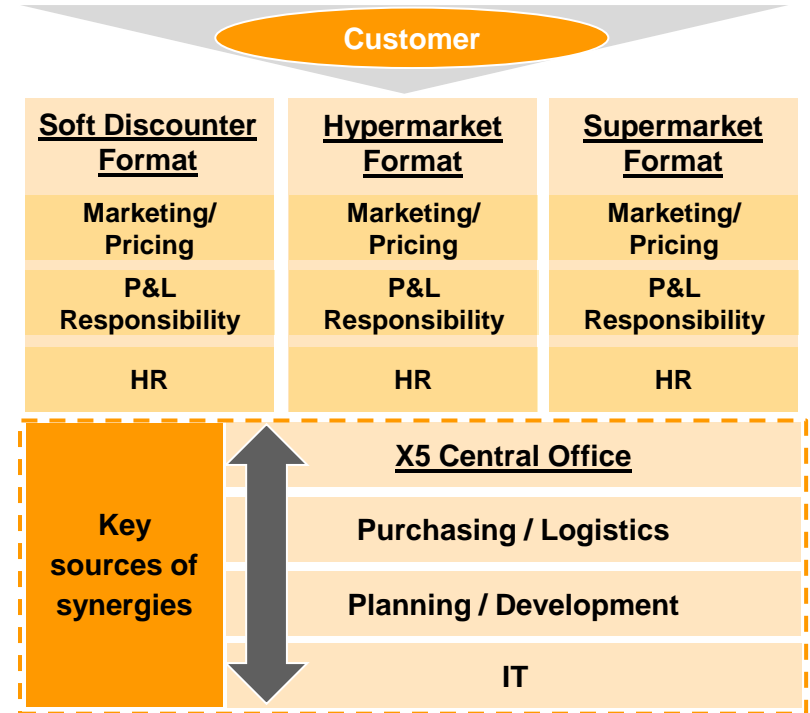 Customer
Soft Discounter
Format
Marketing/
Pricing
P&L
Responsibility
HR
Hypermarket
Format
Marketing/
Pricing
P&L
Responsibility
HR
Supermarket
Format
Marketing/
Pricing
P&L
Responsibility
HR
Key
sources of
synergies
X5 Central Office
Purchasing / Logistics
Planning / Development
IT